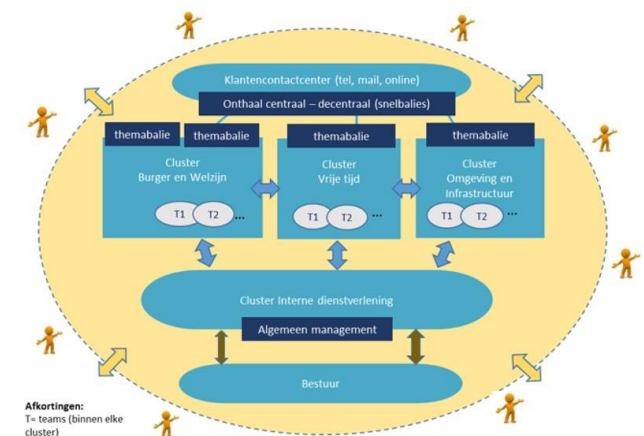 Klantencontactcenter (tel, mail, online)
Onthaal centraal – decentraal (snelbalies)
themabalie
themabalie
themabalie
themabalie
Cluster
Burger en Welzijn
T1
T2
...
Cluster
Vrije tijd
T1
T2
...
Cluster
Omgeving en
Infrastructuur
T1
T2
...
Cluster Interne dienstverlening
Algemeen management
Bestuur
Afkortingen:
T= teams (binnen elke
cluster)